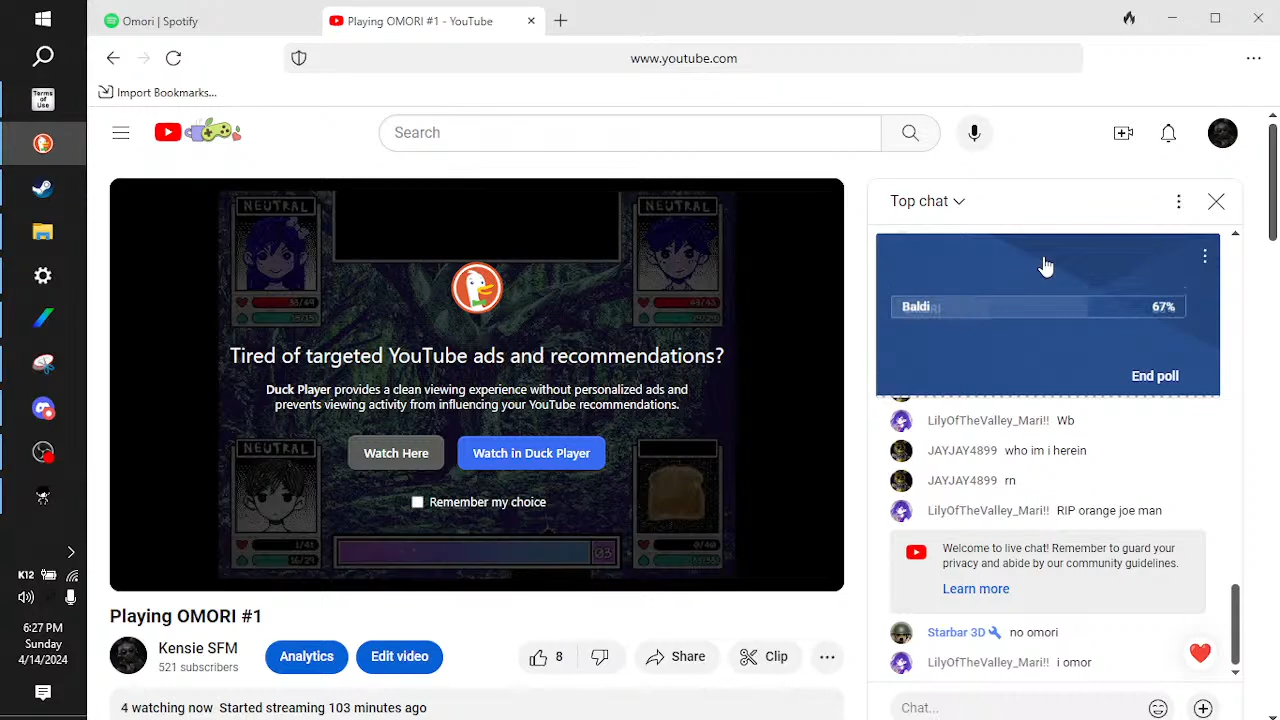 Omori | Spotify
Playing OMORI #1 - YouTube
www.youtube.com
Import Bookmarks...
Terms
of
Use
Search
Top chat
NEUTRAL
NEUTRAL
Baldi
67%
End poll
Tired of targeted YouTube ads and recommendations?
Duck Player provides a clean viewing experience without personalized ads and
prevents viewing activity from influencing your YouTube recommendations.
Watch Here
Watch in Duck Player
Remember my choice
NEUTRAL
03
LilyOfTheValley_Mari!! Wb
JAYJAY4899 who im i herein
JAYJAY4899 rn
LilyOfTheValley_Mari!! RIP orange joe man
Welcome to live chat! Remember to guard your
privacy and abide by our community guidelines.
Learn more
Starbar 3D no omori
LilyOfTheValley_Mari!! i omor
Chat...
Playing OMORI #1
Kensie SFM
521 subscribers
Analytics
Edit video
8
Share
Clip
4 watching now Started streaming 103 minutes ago
K12
6:27 PM
Sunday
4/14/2024